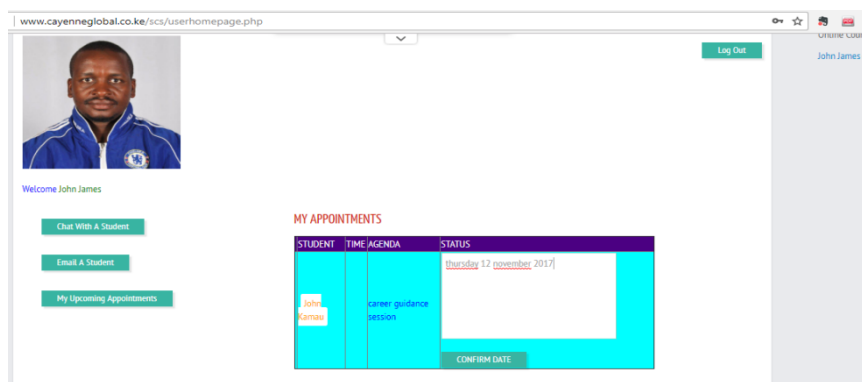 www.cayenneglobal.co.ke/scs/userhomepage.php
Log Out
John James
Welcome John James
Chat With A Student
Email A Student
My Upcoming Appointments
MY APPOINTMENTS
STUDENT TIME AGENDA STATUS
thursday 12 november 2017
John
Kamau
career guidance
session
CONFIRM DATE